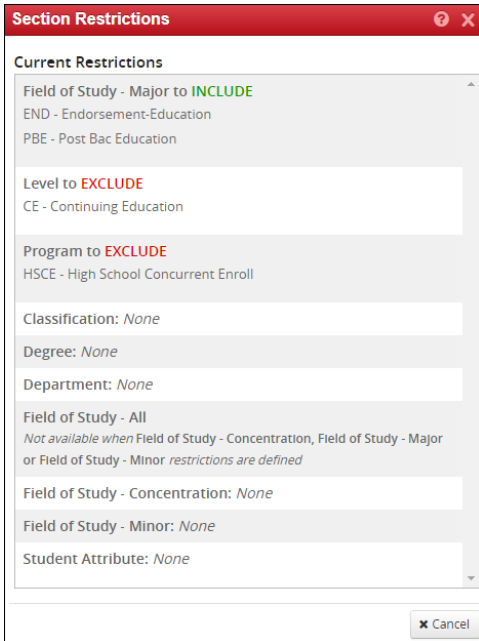 Section Restrictions
Current Restrictions
Field of Study - Major to INCLUDE
END - Endorsement-Education
PBE - Post Bac Education
Level to EXCLUDE
CE - Continuing Education
Program to EXCLUDE
HSCE - High School Concurrent Enroll
Classification: None
Degree: None
Department: None
Field of Study - All
Not available when Field of Study - Concentration, Field of Study - Major
or Field of Study - Minor restrictions are defined
Field of Study - Concentration: None
Field of Study - Minor: None
Student Attribute: None
Cancel